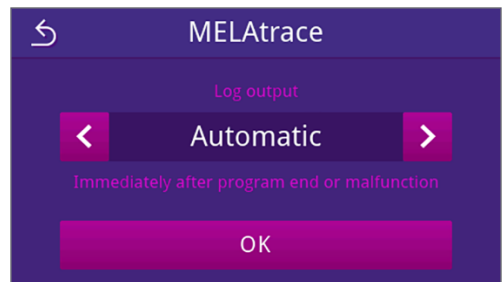 MELAtrace
Log output
Automatic
Immediately after program end or malfunction
OK